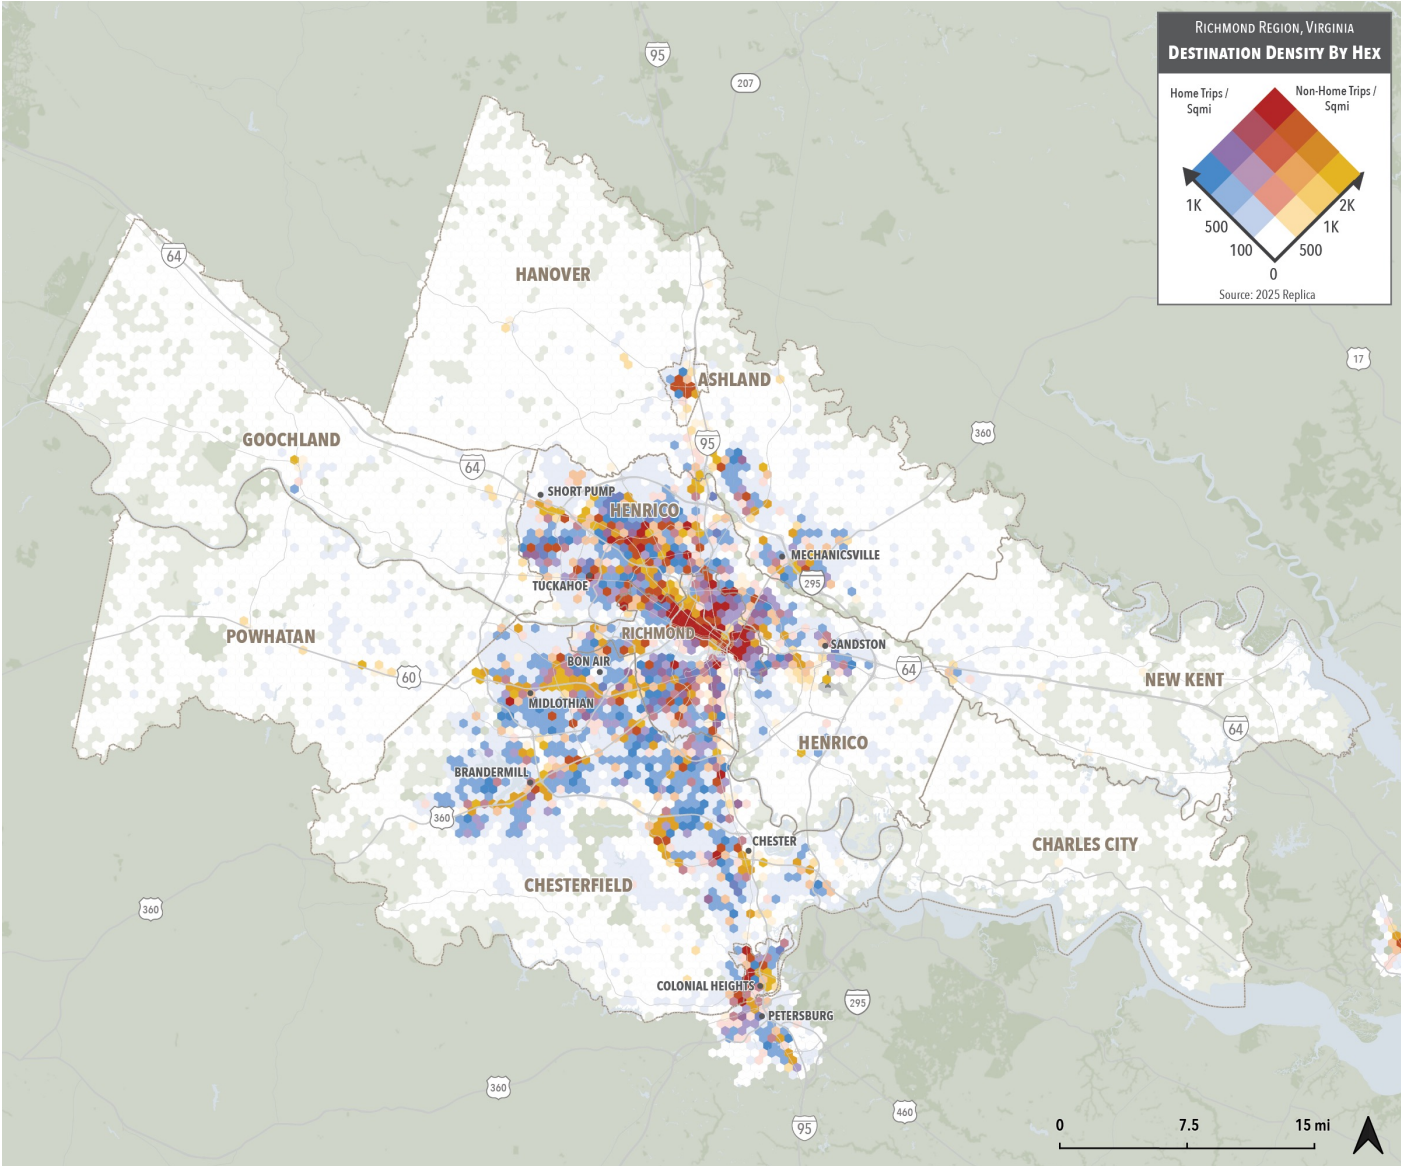 RICHMOND REGION, VIRGINIA
DESTINATION DENSITY BY HEX
Home Trips /
Sqmi
Non-Home Trips /
Sqmi
1K
2K
500
1K
100
500
0
Source: 2025 Replica
95
207
64
HANOVER
17
ASHLAND
360
GOOCHLAND
95
64
SHORT PUMP
HENRICO
MECHANICSVILLE
TUCKAHOE
295
POWHATAN
RICHMOND
SANDSTON
BON AIR
64
60
NEW KENT
MIDLOTHIAN
64
HENRICO
BRANDERMILL
360
CHESTER
CHARLES CITY
CHESTERFIELD
360
COLONIAL HEIGHTS
295
PETERSBURG
360
460
95
0
7.5
15 mi